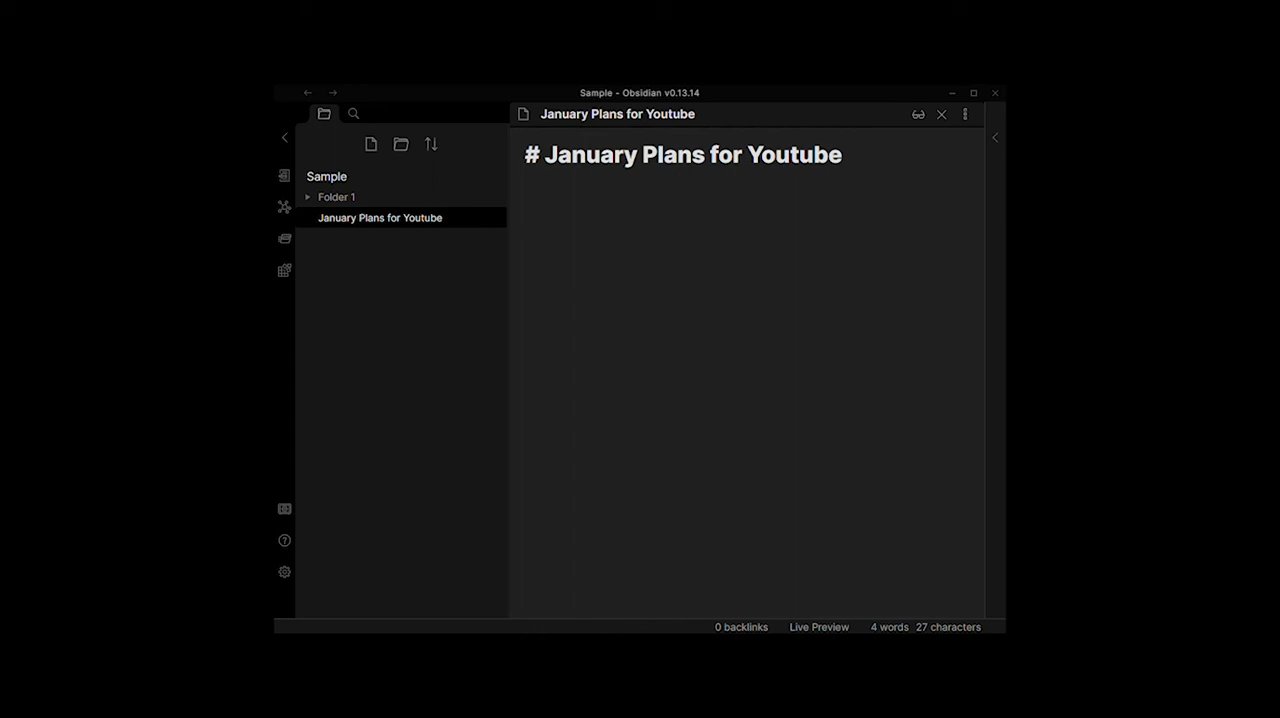 Sample - Obsidian v0.13.14
January Plans for Youtube
Sample
Folder 1
January Plans for Youtube
# January Plans for Youtube
0 backlinks Live Preview 4 words 27 characters